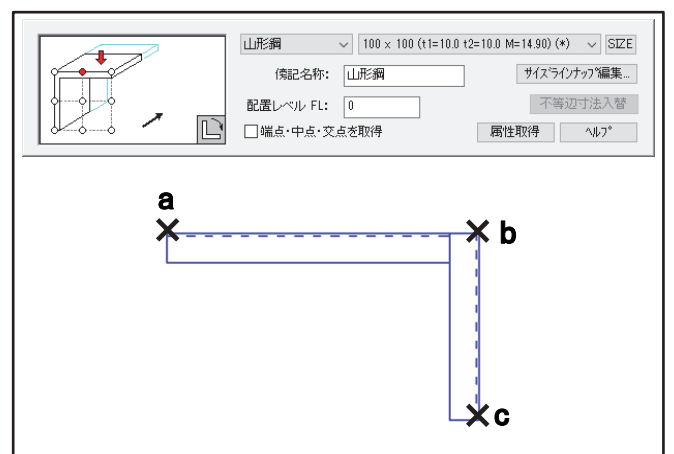 山形鋼 100 x 100 (t1=10.0 t2=10.0 M=14.90) (*) SIZE
傍記名称: 山形鋼 サイズラインナップ編集...
配置レベル FL: 0 不等辺寸法入替
端点・中点・交点を取得 属性取得 ヘルプ
a
b
c